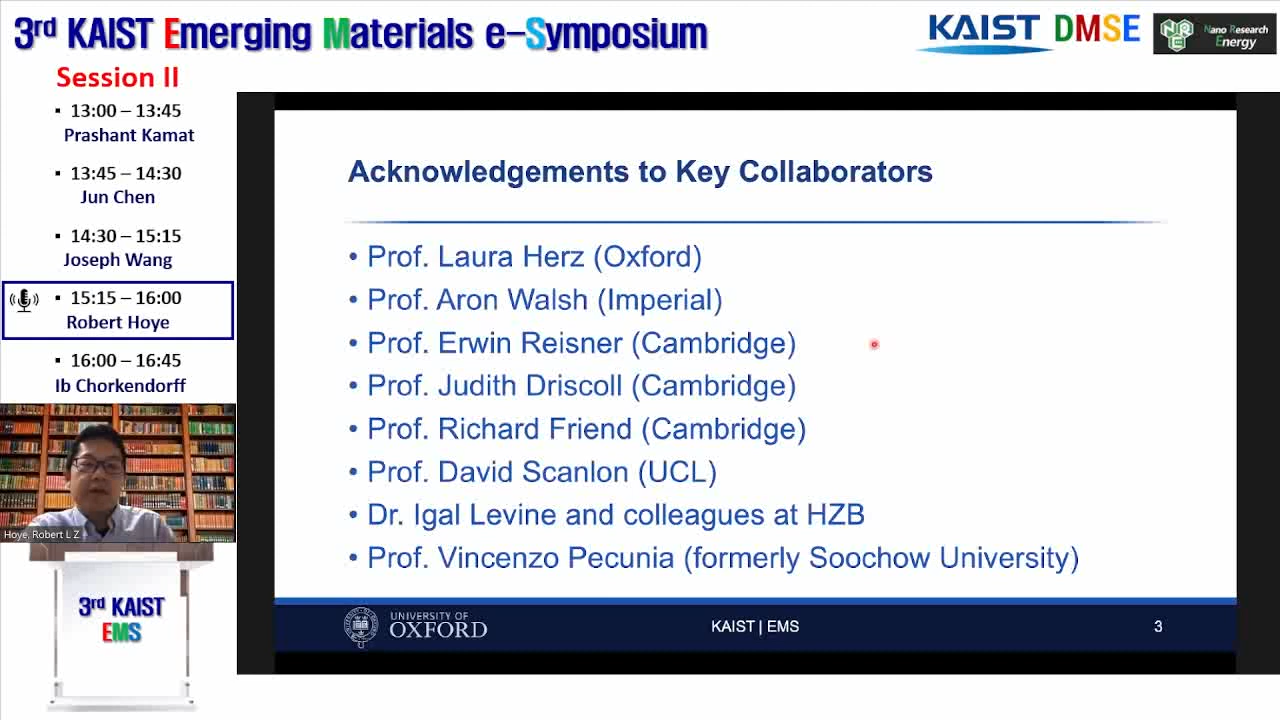 3rd KAIST Emerging Materials e-Symposium
KAIST DMSE
NRE Nano Research
Energy
Session II
▪ 13:00 – 13:45
Prashant Kamat
▪ 13:45 – 14:30
Jun Chen
▪ 14:30 – 15:15
Joseph Wang
▪ 15:15 – 16:00
Robert Hoye
▪ 16:00 – 16:45
Ib Chorkendorff
Hoye, Robert L Z
3rd KAIST
EMS
Acknowledgements to Key Collaborators
• Prof. Laura Herz (Oxford)
• Prof. Aron Walsh (Imperial)
• Prof. Erwin Reisner (Cambridge)
• Prof. Judith Driscoll (Cambridge)
• Prof. Richard Friend (Cambridge)
• Prof. David Scanlon (UCL)
• Dr. Igal Levine and colleagues at HZB
• Prof. Vincenzo Pecunia (formerly Soochow University)
UNIVERSITY OF
OXFORD
KAIST | EMS
3